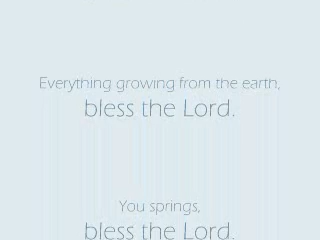 Everything growing from the earth,
bless the Lord.
You springs,
bless the Lord.